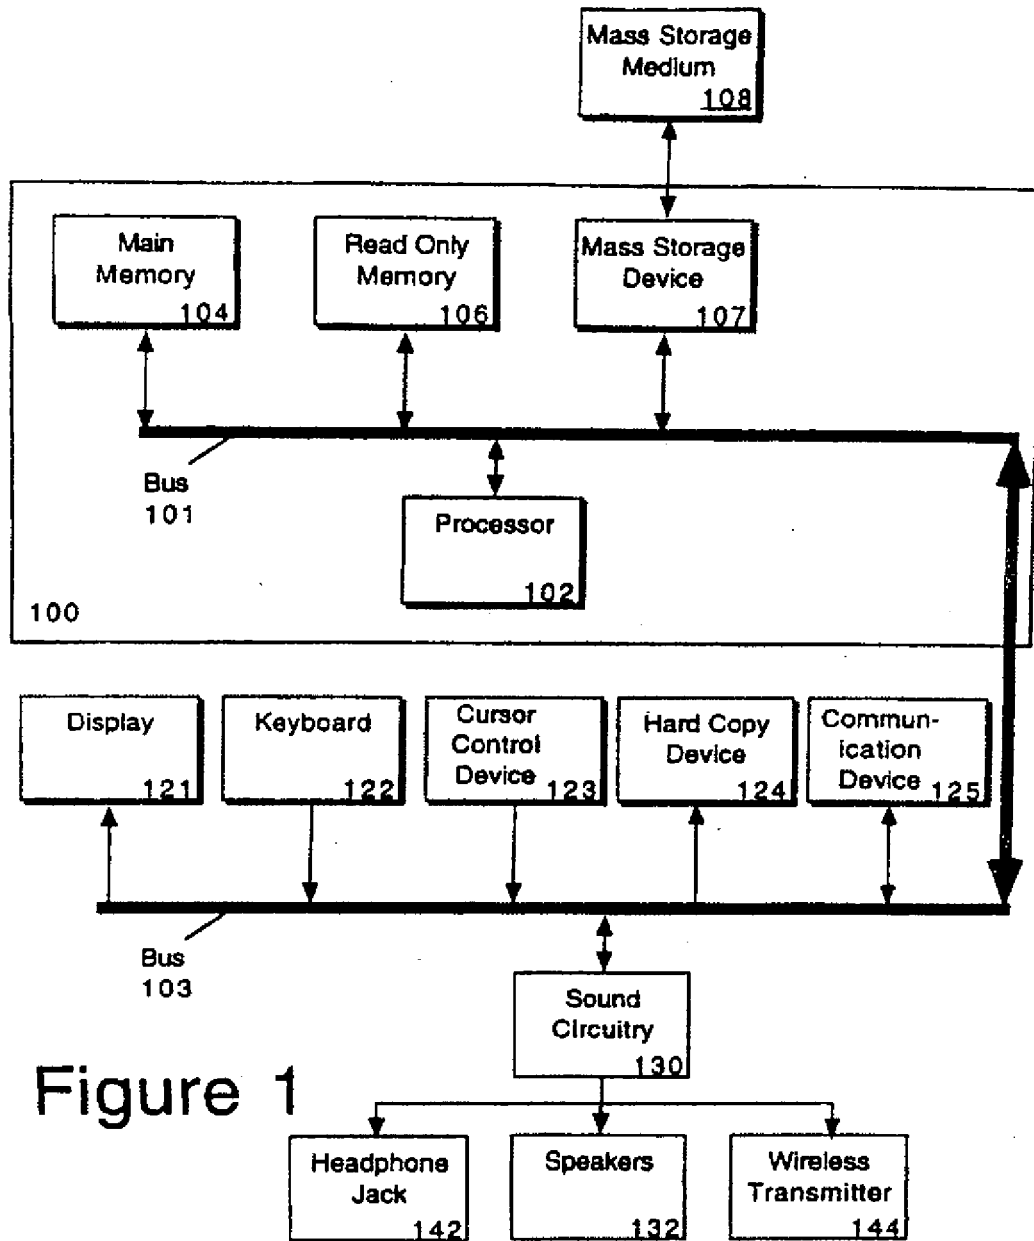 Mass Storage
Medium
108
Main
Memory
104
Read Only
Memory
106
Mass Storage
Device
107
Bus
101
Processor
102
100
Display
121
Keyboard
122
Cursor
Control
Device
123
Hard Copy
Device
124
Commun-
ication
Device
125
Bus
103
Sound
Circuitry
130
Figure 1
Headphone
Jack
142
Speakers
132
Wireless
Transmitter
144